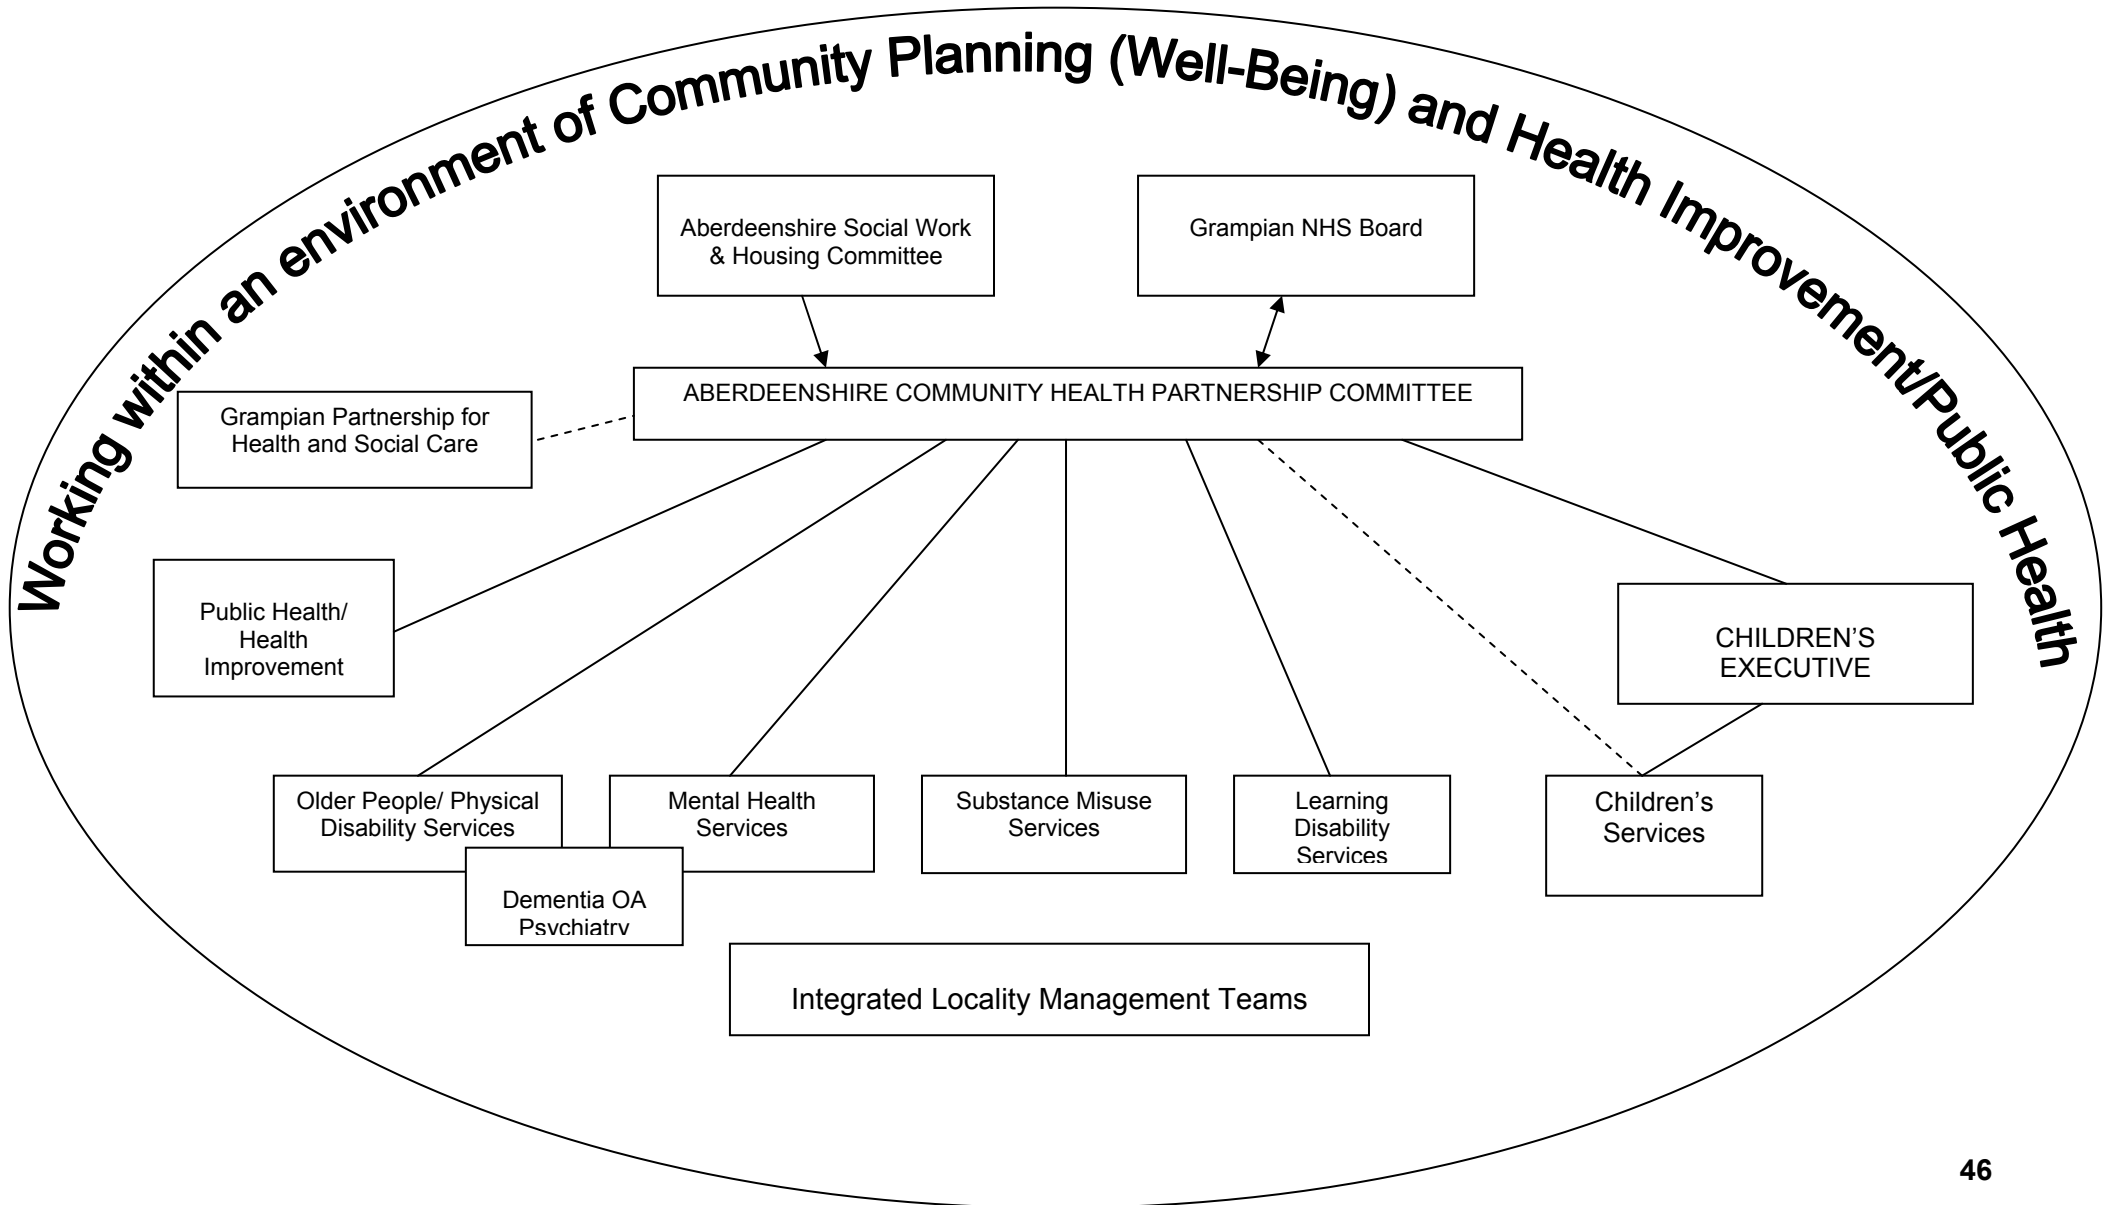 Working within an environment of Community Planning (Well-Being) and Health Improvement/Public Health
Aberdeenshire Social Work
& Housing Committee
Grampian NHS Board
ABERDEENSHIRE COMMUNITY HEALTH PARTNERSHIP COMMITTEE
Grampian Partnership for
Health and Social Care
Public Health/
Health
Improvement
CHILDREN’S
EXECUTIVE
Older People/ Physical
Disability Services
Mental Health
Services
Substance Misuse
Services
Learning
Disability
Services
Children’s
Services
Dementia OA
Psychiatry
Integrated Locality Management Teams
46